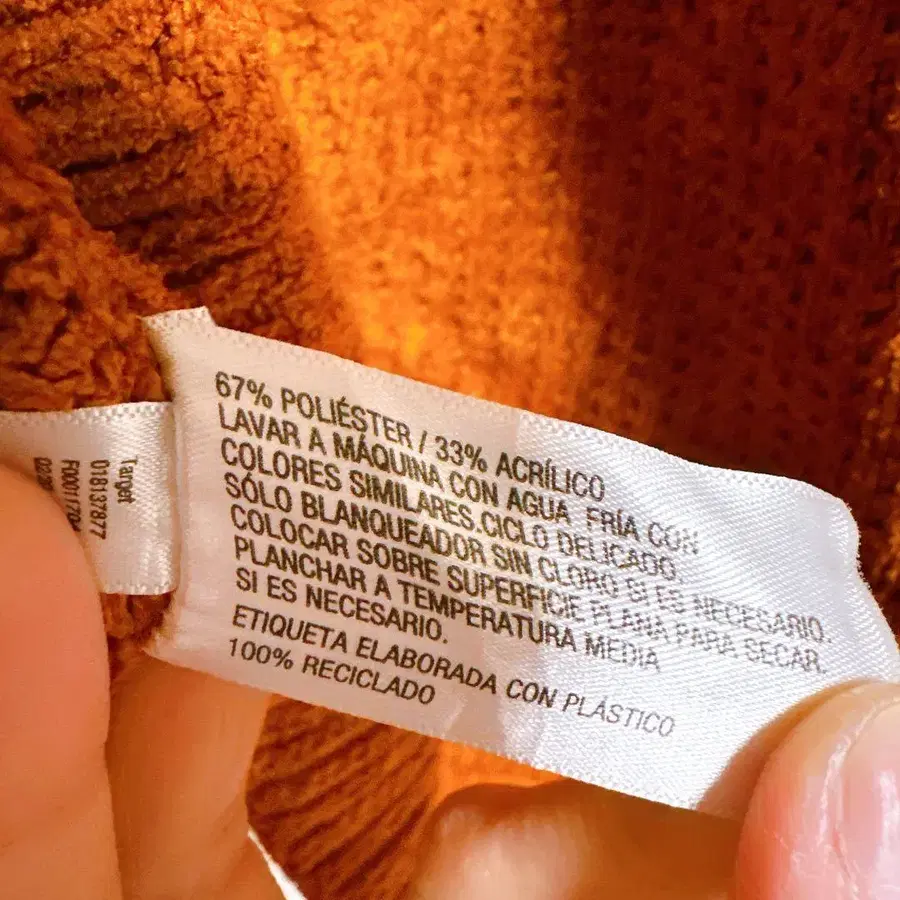 67% POLIÉSTER / 33% ACRÍLICO
LAVAR A MÁQUINA CON AGUA FRÍA CON
COLORES SIMILARES.CICLO DELICADO.
SÓLO BLANQUEADOR SIN CLORO SI ES NECESARIO.
COLOCAR SOBRE SUPERFICIE PLANA PARA SECAR.
PLANCHAR A TEMPERATURA MEDIA
SI ES NECESARIO.
ETIQUETA ELABORADA CON PLÁSTICO
100% RECICLADO
Target
018137877